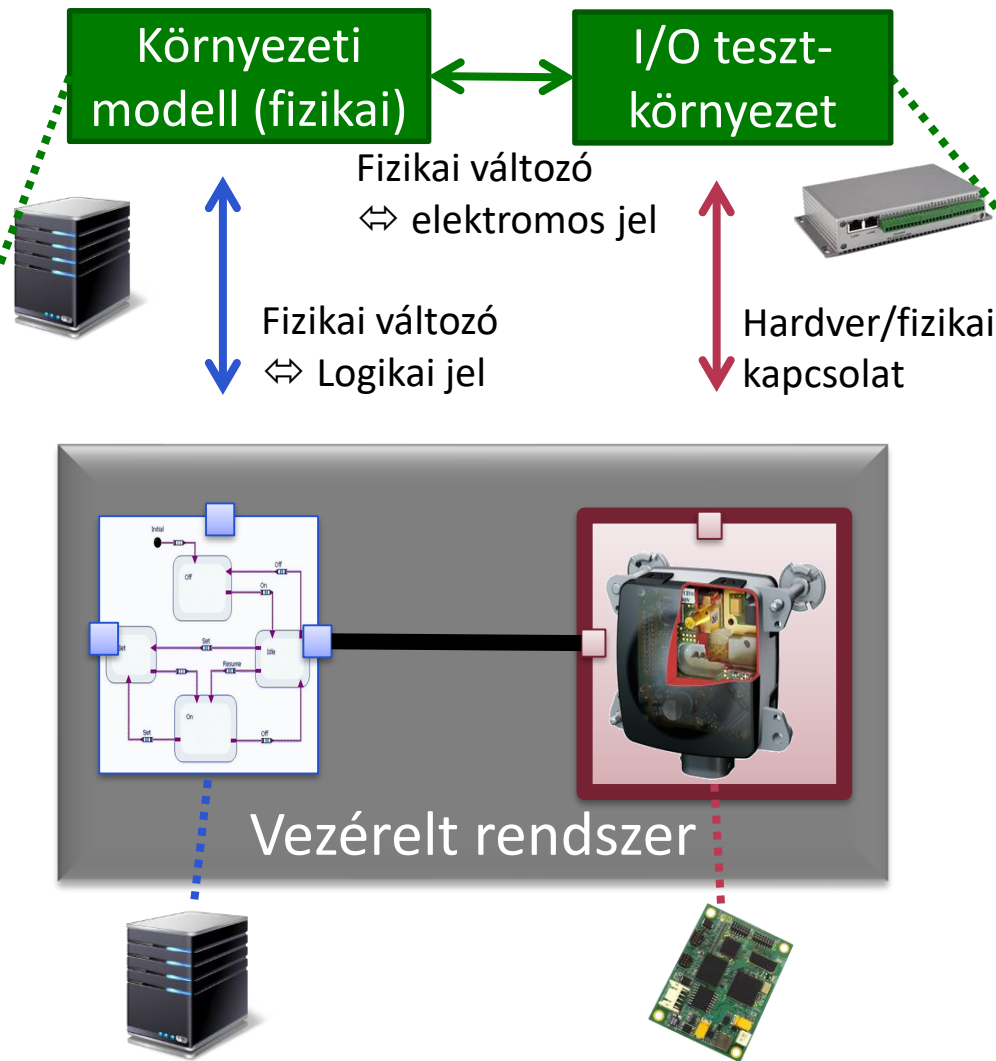 Környezeti
modell (fizikai)
I/O teszt-
környezet
Fizikai változó
⬄ elektromos jel
Fizikai változó
⬄ Logikai jel
Hardver/fizikai
kapcsolat
Initial
Off
Off
On
Set
Idle
Resume
On
Set
Off
Vezérelt rendszer